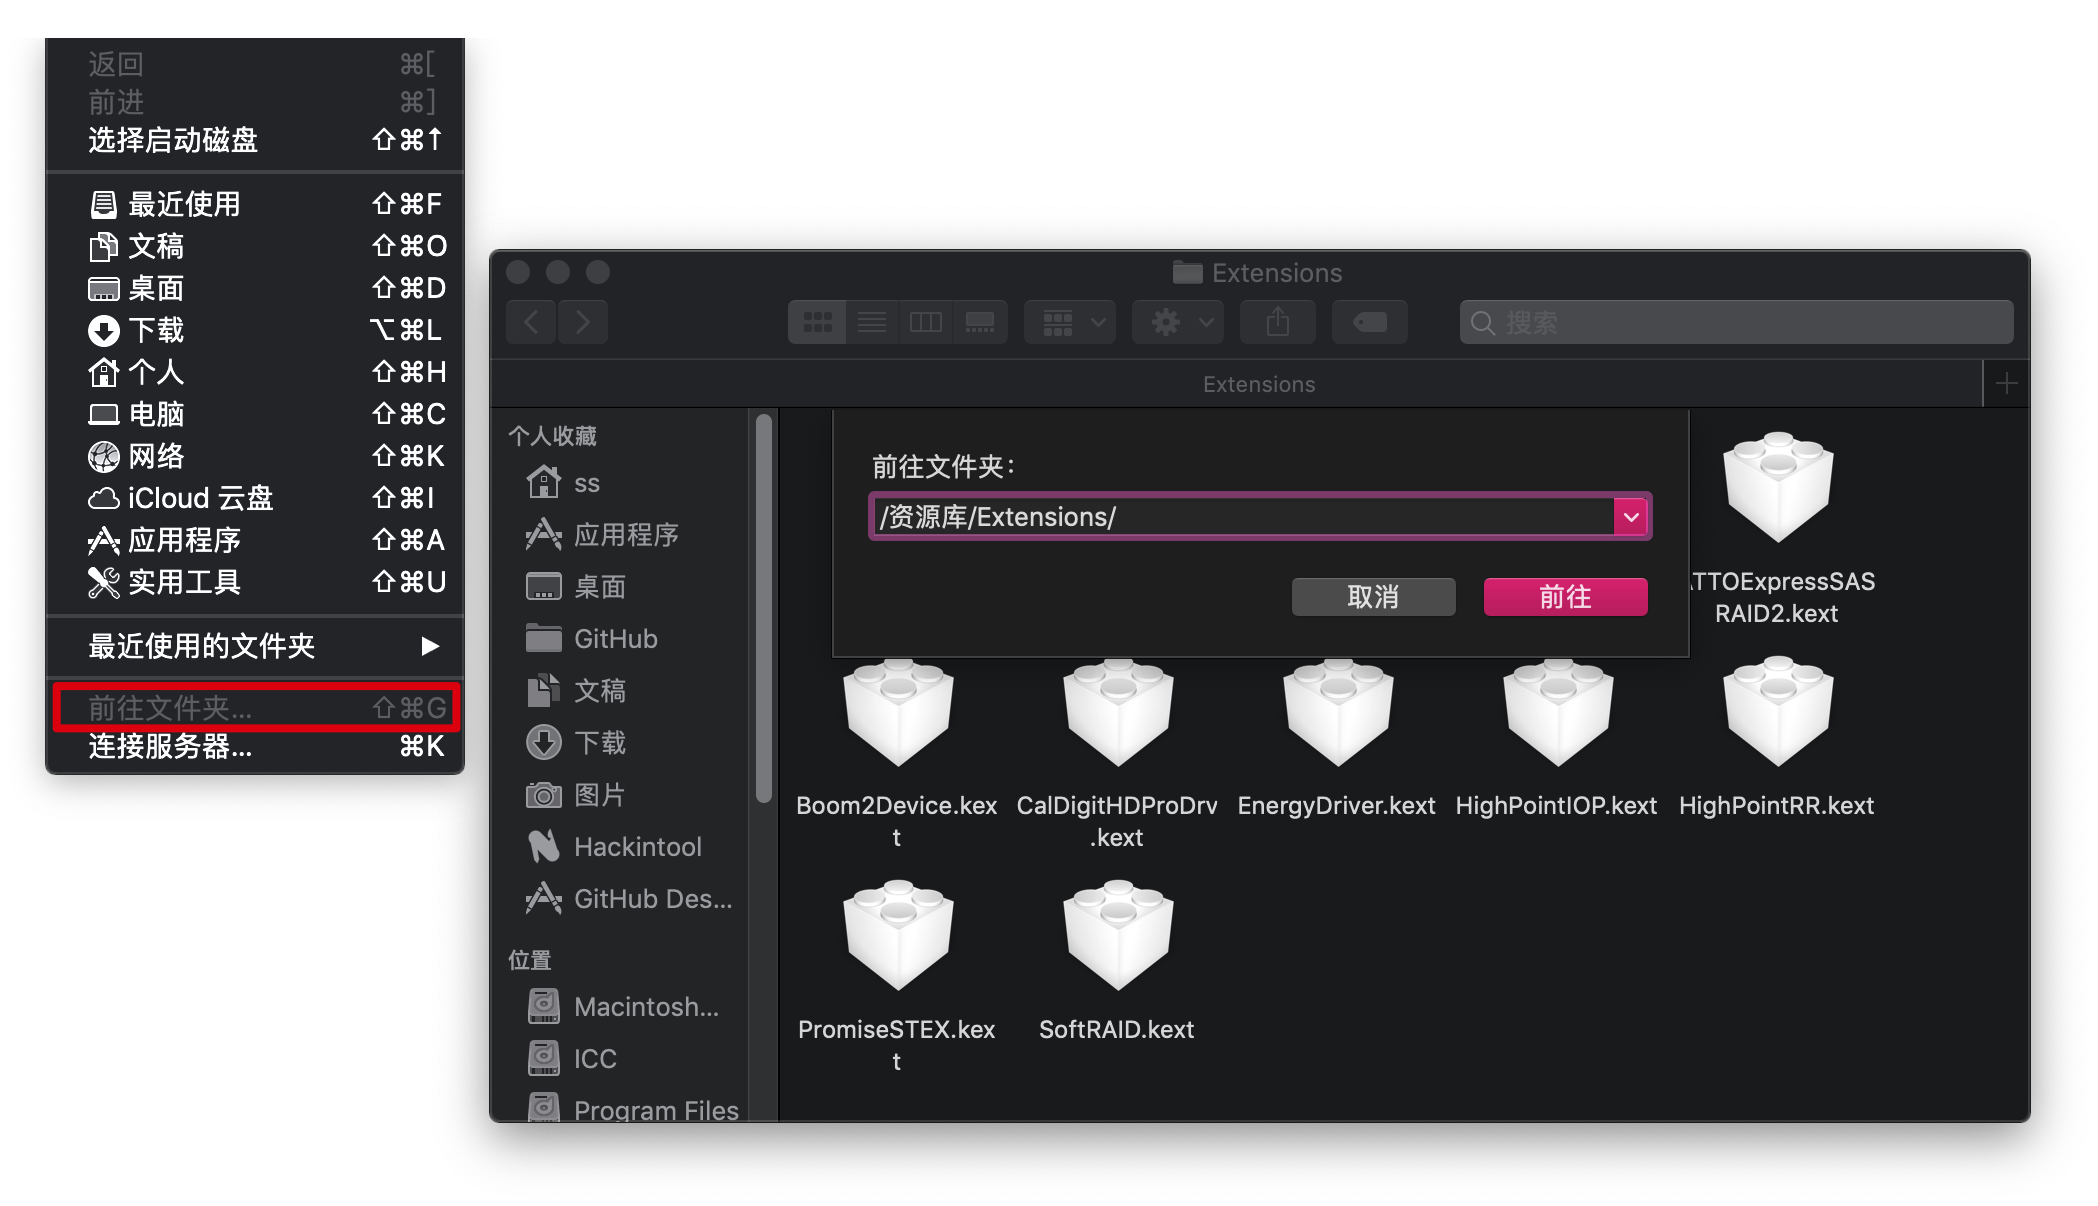 返回 ⌘[
前进 ⌘]
选择启动磁盘 ⇧⌘↑
最近使用 ⇧⌘F
文稿 ⇧⌘O
桌面 ⇧⌘D
下载 ⌥⌘L
个人 ⇧⌘H
电脑 ⇧⌘C
网络 ⇧⌘K
iCloud 云盘 ⇧⌘I
应用程序 ⇧⌘A
实用工具 ⇧⌘U
最近使用的文件夹 ▶
前往文件夹... ⇧⌘G
连接服务器... ⌘K
Extensions
搜索
Extensions
个人收藏
ss
应用程序
桌面
GitHub
文稿
下载
图片
Hackintool
GitHub Des...
位置
Macintosh...
ICC
Program Files
前往文件夹：
/资源库/Extensions/
取消
前往
TTOExpressSAS
RAID2.kext
Boom2Device.kex
t
CalDigitHDProDrv
.kext
EnergyDriver.kext
HighPointIOP.kext
HighPointRR.kext
PromiseSTEX.kex
t
SoftRAID.kext